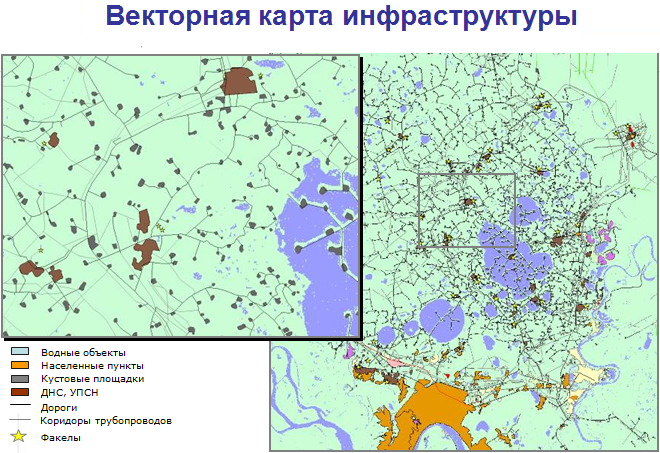 Векторная карта инфраструктуры
Водные объекты
Населенные пункты
Кустовые площадки
ДНС, УПСН
Дороги
Коридоры трубопроводов
Факелы